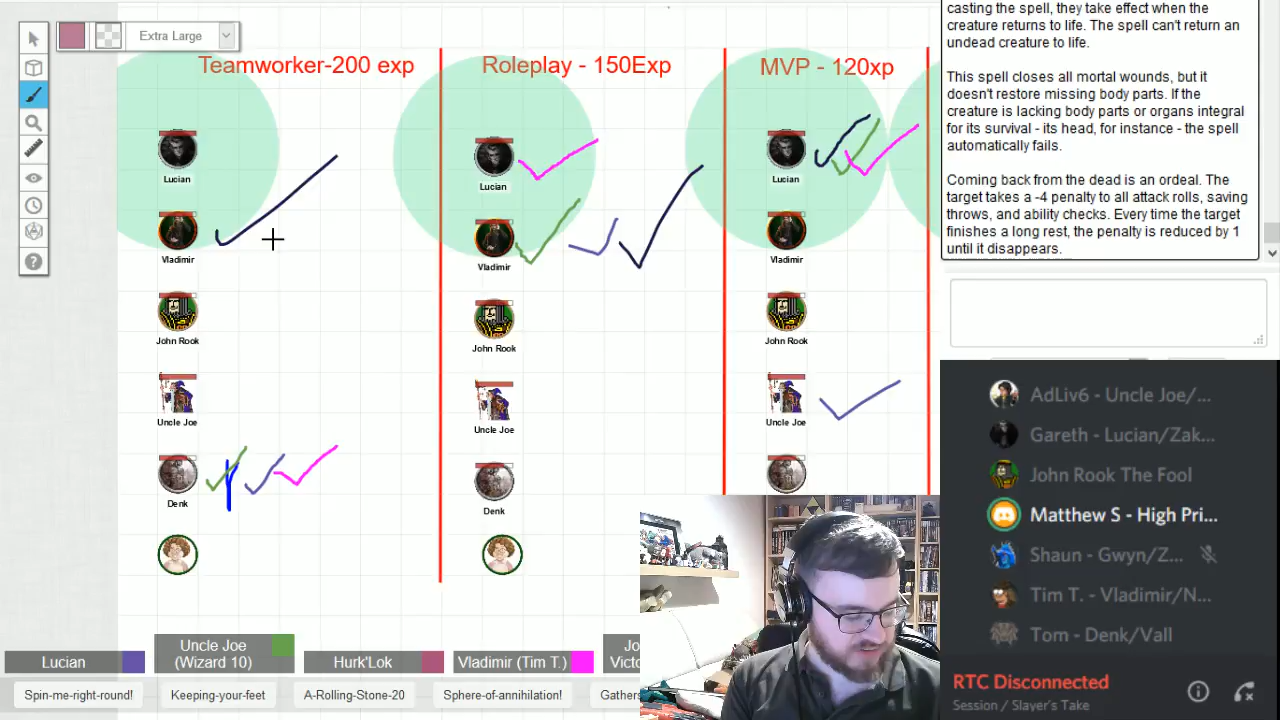 Extra Large
Teamworker-200 exp
Roleplay - 150Exp
MVP - 120xp
Lucian
Vladimir
John Rook
Uncle Joe
Denk
Lucian
Vladimir
John Rook
Uncle Joe
Denk
Lucian
Vladimir
John Rook
Uncle Joe
casting the spell, they take effect when the
creature returns to life. The spell can't return an
undead creature to life.
This spell closes all mortal wounds, but it
doesn't restore missing body parts. If the
creature is lacking body parts or organs integral
for its survival - its head, for instance - the spell
automatically fails.
Coming back from the dead is an ordeal. The
target takes a -4 penalty to all attack rolls, saving
throws, and ability checks. Every time the target
finishes a long rest, the penalty is reduced by 1
until it disappears.
AdLiv6 - Uncle Joe/...
Gareth - Lucian/Zak...
John Rook The Fool
Matthew S - High Pri...
Shaun - Gwyn/Z...
Tim T. - Vladimir/N...
Tom - Denk/Vall
RTC Disconnected
Session / Slayer's Take
Lucian
Uncle Joe
(Wizard 10)
Hurk'Lok
Vladimir (Tim T.)
Jo
Victo
Spin-me-right-round!
Keeping-your-feet
A-Rolling-Stone-20
Sphere-of-annihilation!
Gathers